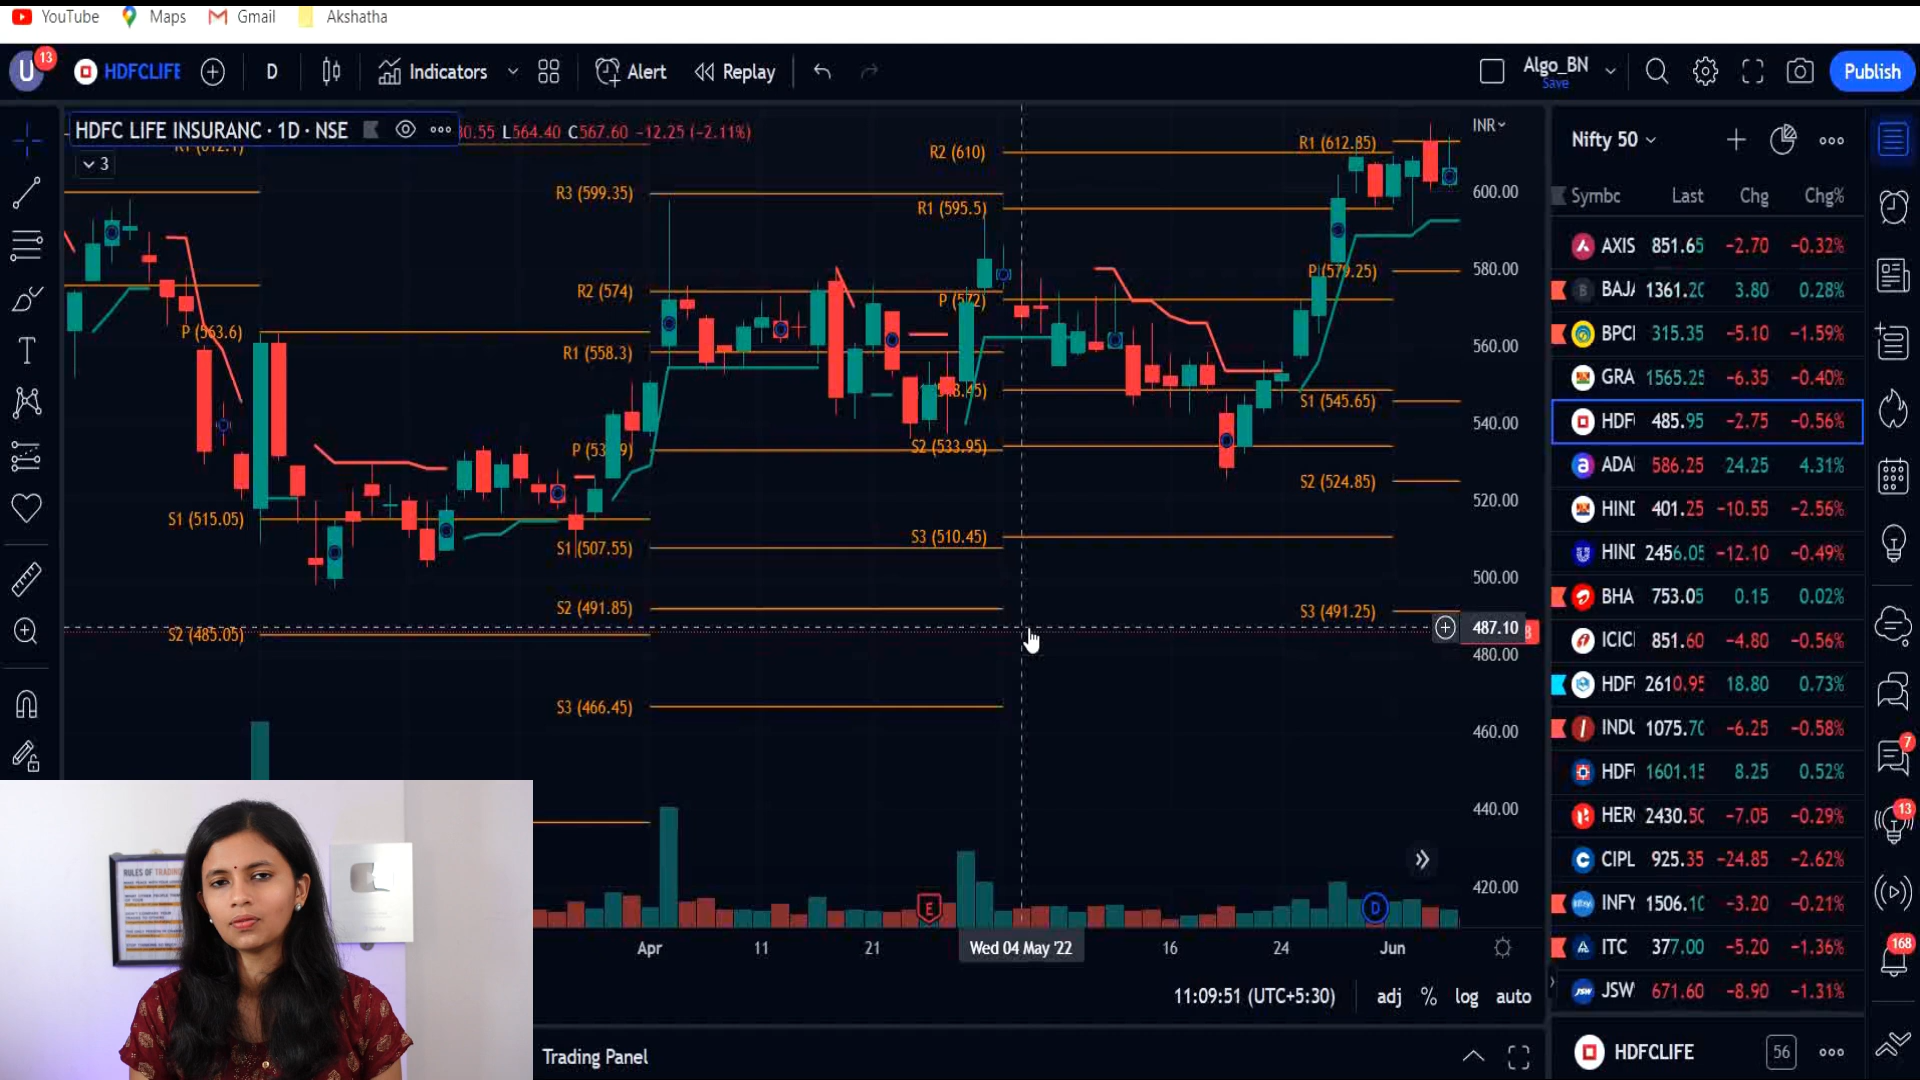 YouTube Maps Gmail Akshatha
U 13 HDFCLIFE D Indicators Alert Replay Algo_BN Save Publish
HDFC LIFE INSURANC · 1D · NSE L564.40 C567.60 −12.25 (−2.11%)
INR
3
R2 (610)
R1 (612.85)
R3 (599.35)
R1 (595.5)
R2 (574)
P (572)
P (579.25)
P (563.6)
R1 (558.3)
S1 (545.65)
S2 (533.95)
S2 (524.85)
S1 (515.05)
S3 (510.45)
S1 (507.55)
S2 (491.85)
S3 (491.25)
S2 (485.05)
S3 (466.45)
600.00
580.00
560.00
540.00
520.00
500.00
487.10
480.00
460.00
440.00
420.00
E
D
Apr 11 21 Wed 04 May '22 16 24 Jun
11:09:51 (UTC+5:30) adj % log auto
Trading Panel
Nifty 50
Symbc Last Chg Chg%
AXIS 851.65 −2.70 −0.32%
BAJA 1361.20 3.80 0.28%
BPCI 315.35 −5.10 −1.59%
GRA 1565.25 −6.35 −0.40%
HDF 485.95 −2.75 −0.56%
ADA 586.25 24.25 4.31%
HIND 401.25 −10.55 −2.56%
HIND 2456.05 −12.10 −0.49%
BHA 753.05 0.15 0.02%
ICIC 851.60 −4.80 −0.56%
HDF 2610.95 18.80 0.73%
INDU 1075.70 −6.25 −0.58%
HDF 1601.15 8.25 0.52%
HER 2430.50 −7.05 −0.29%
CIPL 925.35 −24.85 −2.62%
INFY 1506.10 −3.20 −0.21%
ITC 377.00 −5.20 −1.36%
JSW 671.60 −8.90 −1.31%
HDFCLIFE 56
7
13
168
RULES OF TRADING